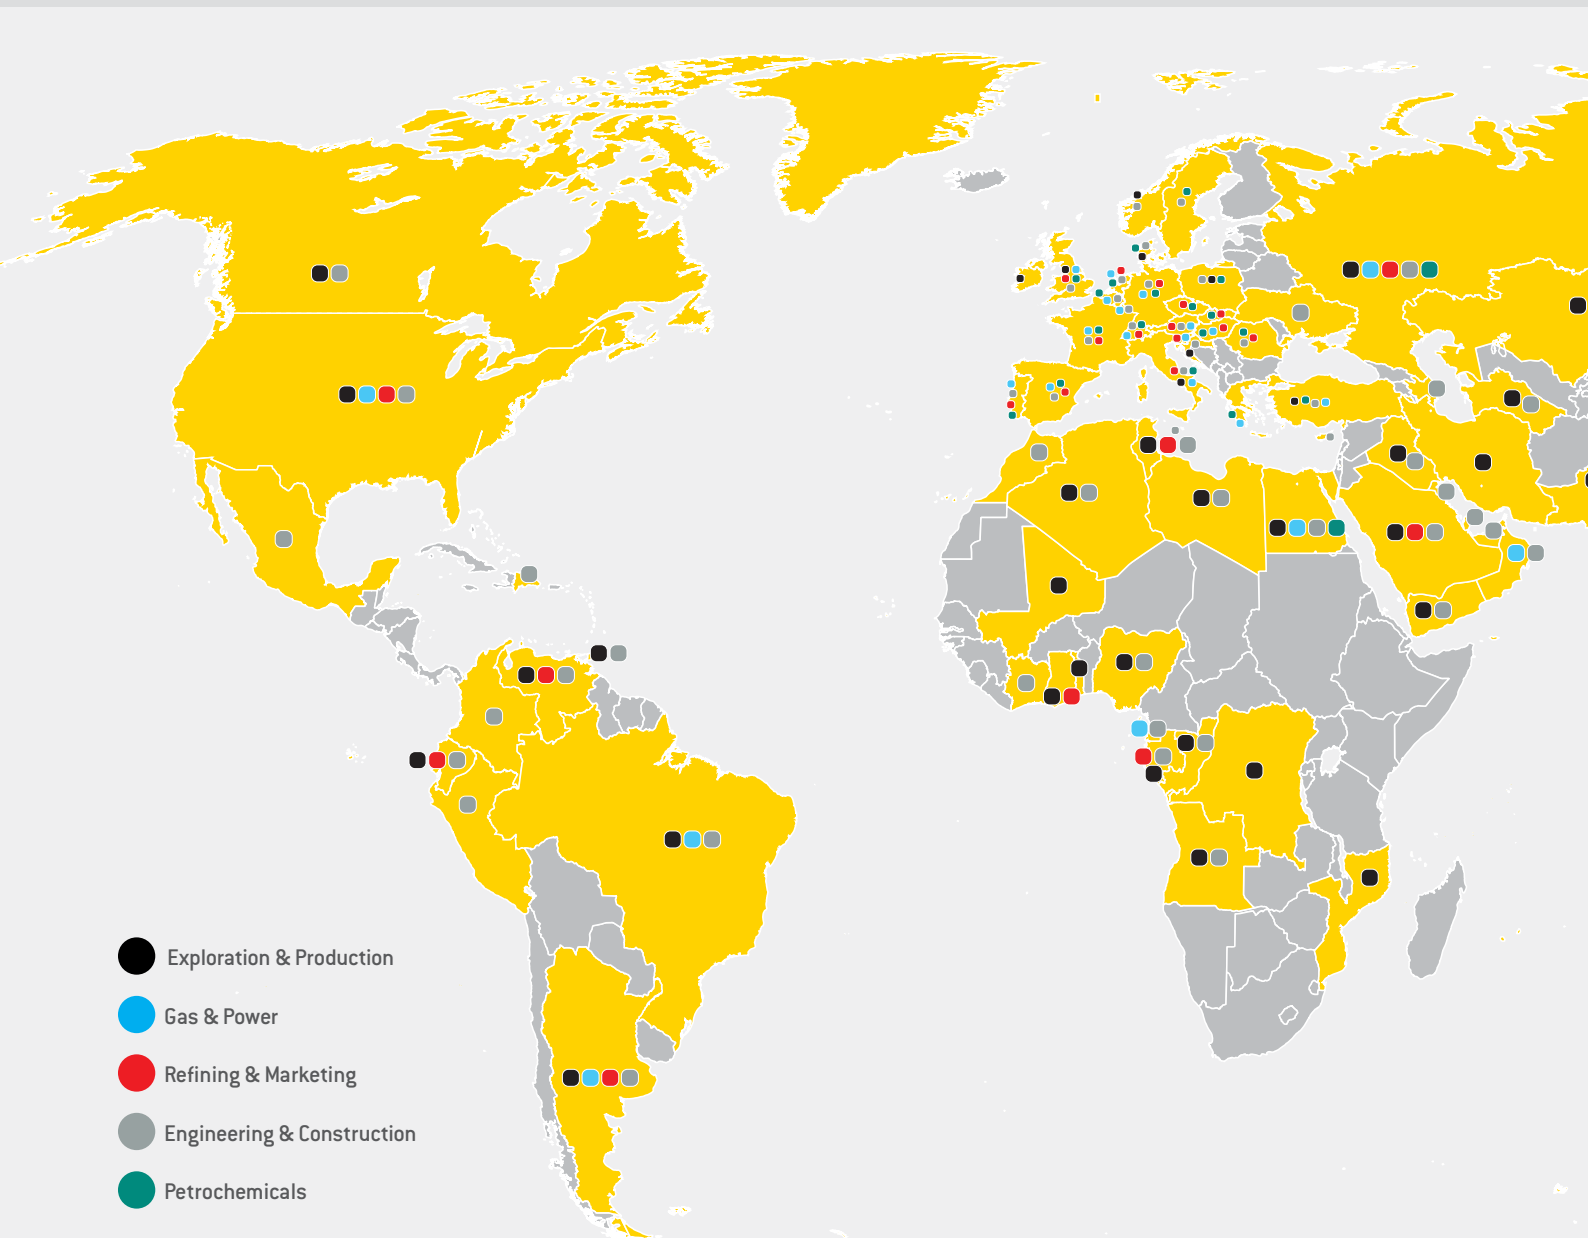 Exploration & Production
Gas & Power
Refining & Marketing
Engineering & Construction
Petrochemicals